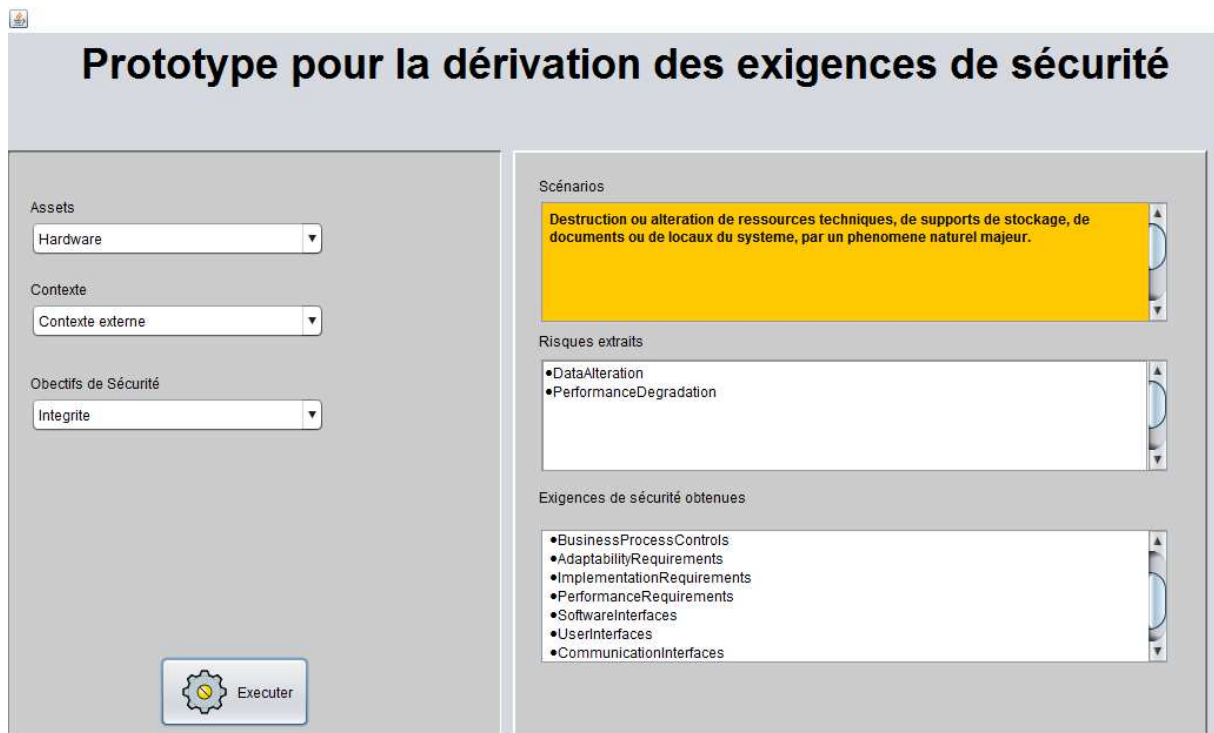 Prototype pour la dérivation des exigences de sécurité
Assets
Hardware
Contexte
Contexte externe
Obectifs de Sécurité
Integrite
Executer
Scénarios
Destruction ou alteration de ressources techniques, de supports de stockage, de
documents ou de locaux du systeme, par un phenomene naturel majeur.
Risques extraits
●DataAlteration
●PerformanceDegradation
Exigences de sécurité obtenues
●BusinessProcessControls
●AdaptabilityRequirements
●ImplementationRequirements
●PerformanceRequirements
●SoftwareInterfaces
●UserInterfaces
●CommunicationInterfaces